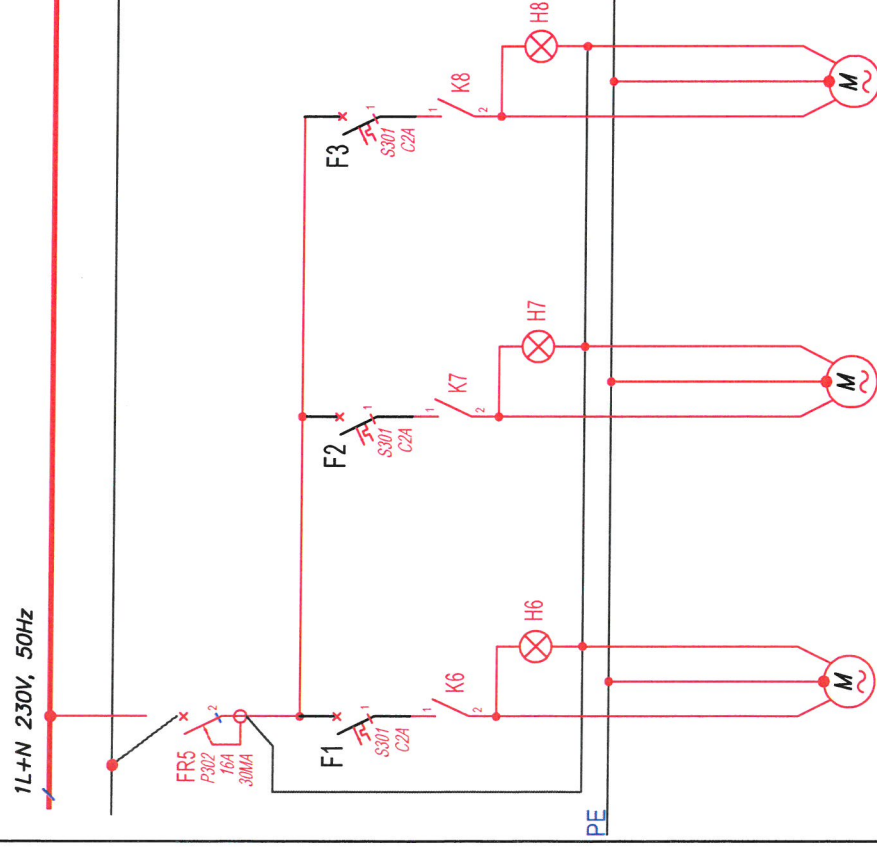 1L+N 230V, 50Hz
H8
K8
1
2
F3
1
S301
C2A
M
H7
K7
1
2
F2
1
S301
C2A
M
H6
K6
1
2
FR5
P302
16A
30MA
2
F1
1
S301
C2A
PE
M